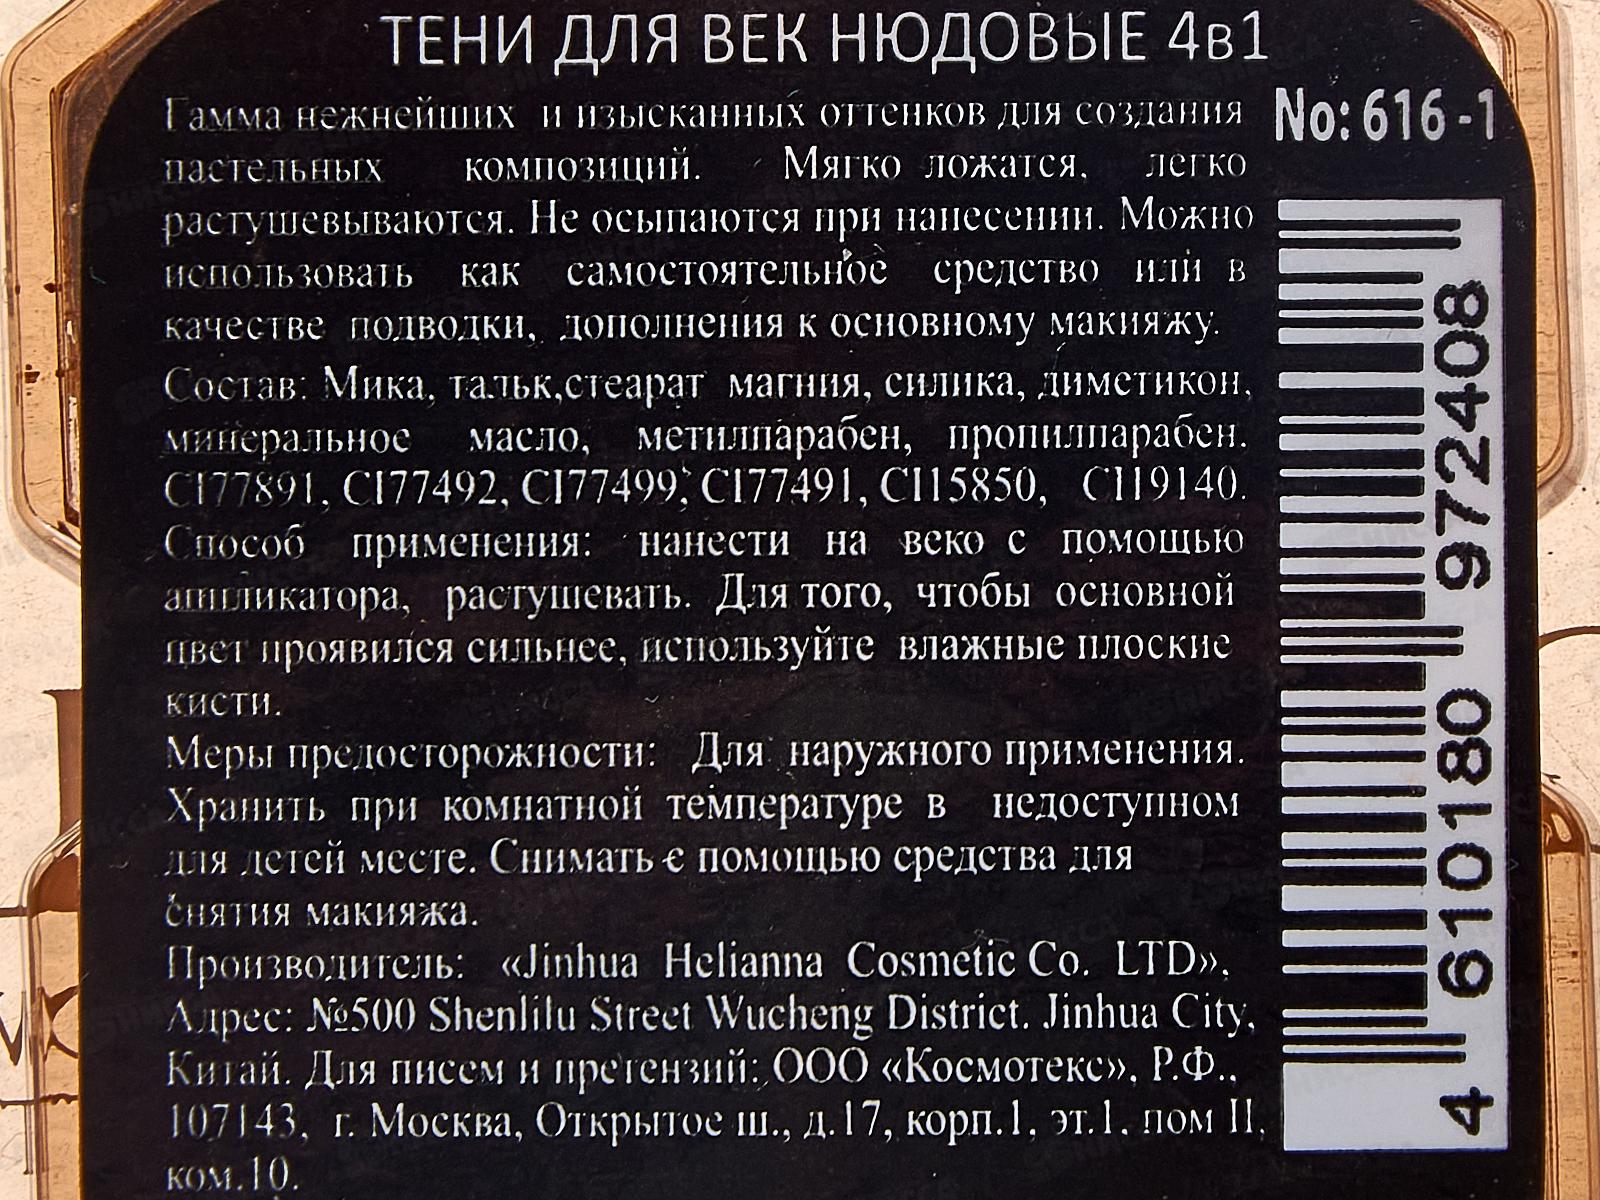 ТЕНИ ДЛЯ ВЕК НЮДОВЫЕ 4в1
No: 616 -1
Гамма нежнейших и изысканных оттенков для создания
пастельных композиций. Мягко ложатся, легко
растушевываются. Не осыпаются при нанесении. Можно
использовать как самостоятельное средство или в
качестве подводки, дополнения к основному макияжу.
Состав: Мика, тальк,стеарат магния, силика, диметикон,
минеральное масло, метилпарабен, пропилпарабен.
CI77891, CI77492, CI77499, CI77491, CI15850, CI19140.
Способ применения: нанести на веко с помощью
аппликатора, растушевать. Для того, чтобы основной
цвет проявился сильнее, используйте влажные плоские
кисти.
Меры предосторожности: Для наружного применения.
Хранить при комнатной температуре в недоступном
для детей месте. Снимать с помощью средства для
снятия макияжа.
Производитель: «Jinhua Helianna Cosmetic Co. LTD»,
Адрес: №500 Shenlilu Street Wucheng District. Jinhua City,
Китай. Для писем и претензий: ООО «Космотекс», Р.Ф.,
107143, г. Москва, Открытое ш., д.17, корп.1, эт.1, пом II,
ком.10.
4 610180 972408